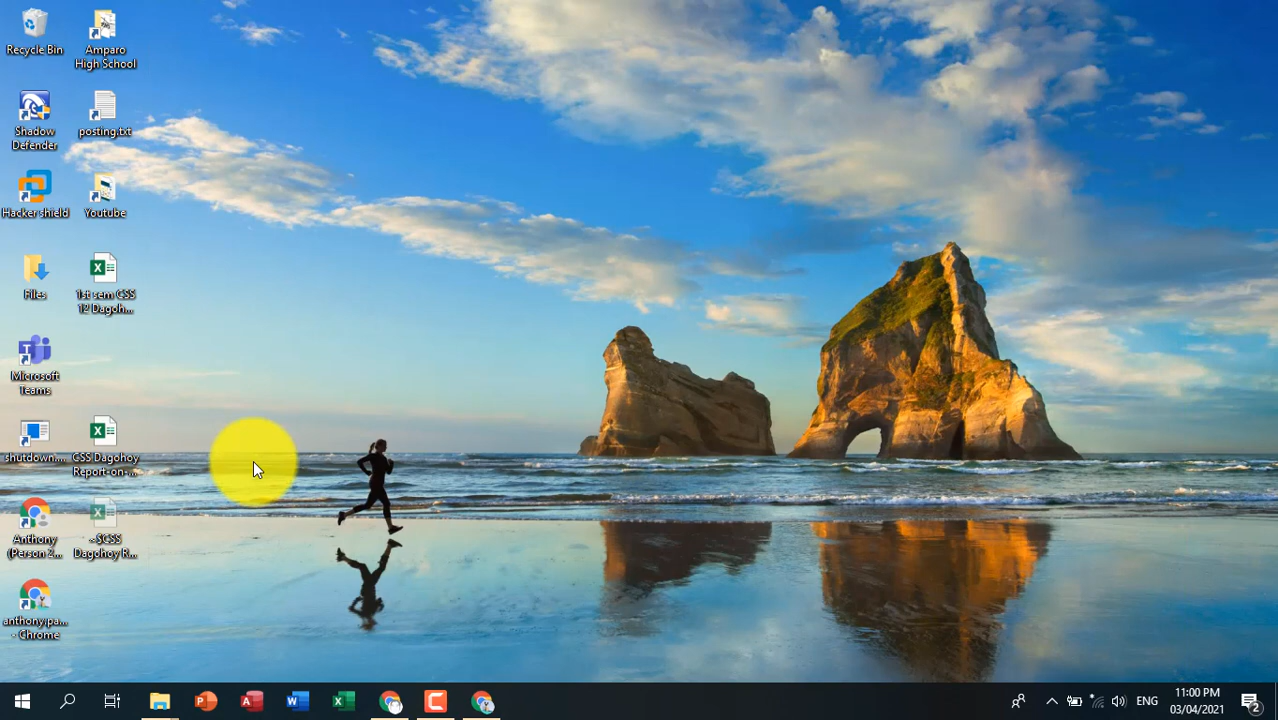 Recycle Bin
Amparo
High School
Shadow
Defender
posting.txt
Hacker shield
Youtube
Files
1st sem CSS
12 Dagoh...
Microsoft
Teams
shutdown....
CSS Dagohoy
Report-on-...
Anthony
(Person 2...
~$CSS
Dagohoy R...
anthony.pa...
- Chrome
ENG
11:00 PM
03/04/2021
2